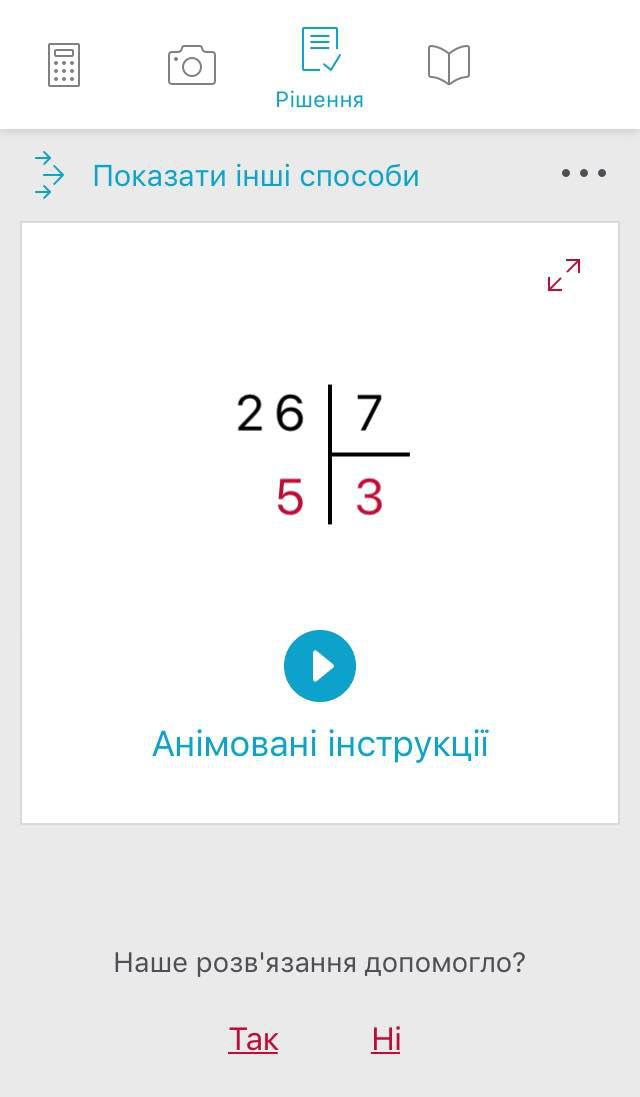 Рішення
Показати інші способи
26 7
5 3
Анімовані інструкції
Наше розв'язання допомогло?
Так Ні